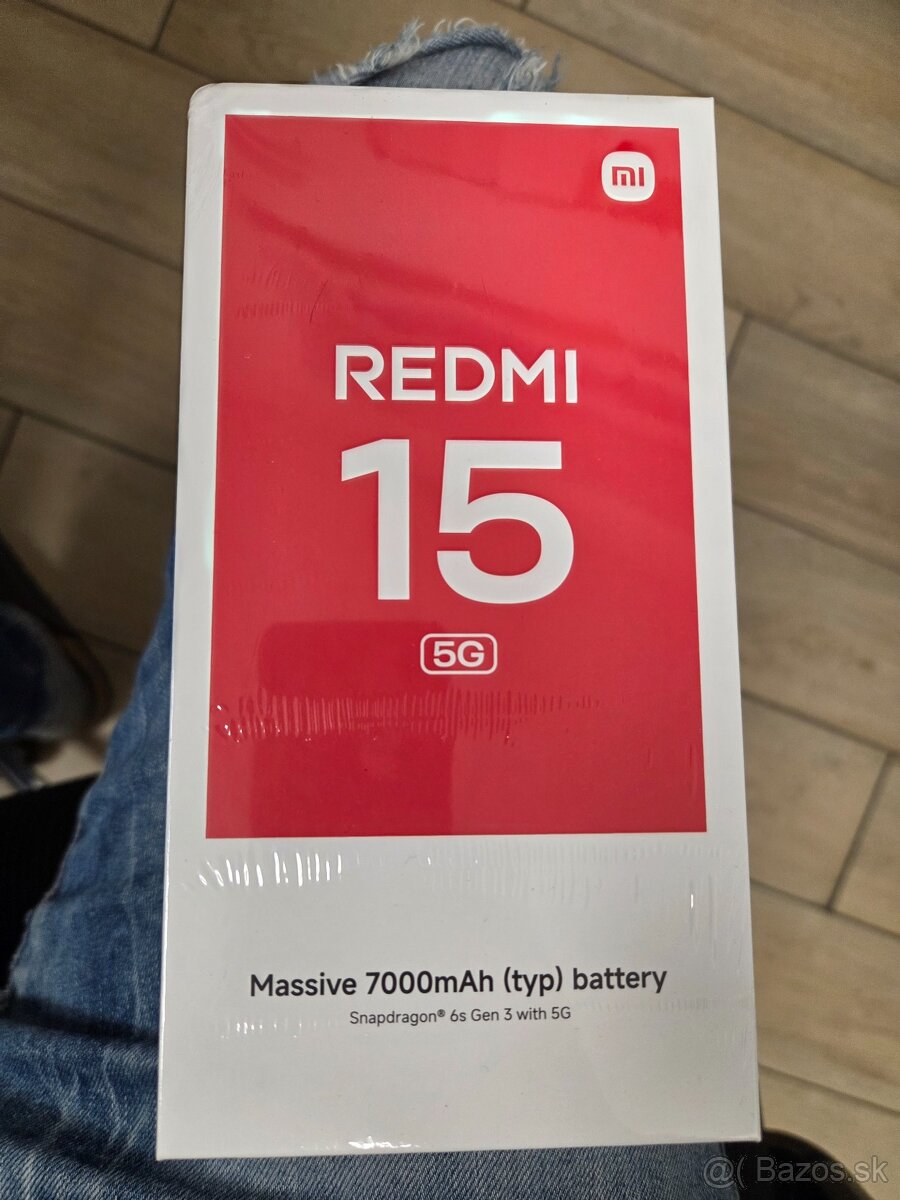 mi
REDMI
15
5G
Massive 7000mAh (typ) battery
Snapdragon® 6s Gen 3 with 5G
@( Bazos.sk